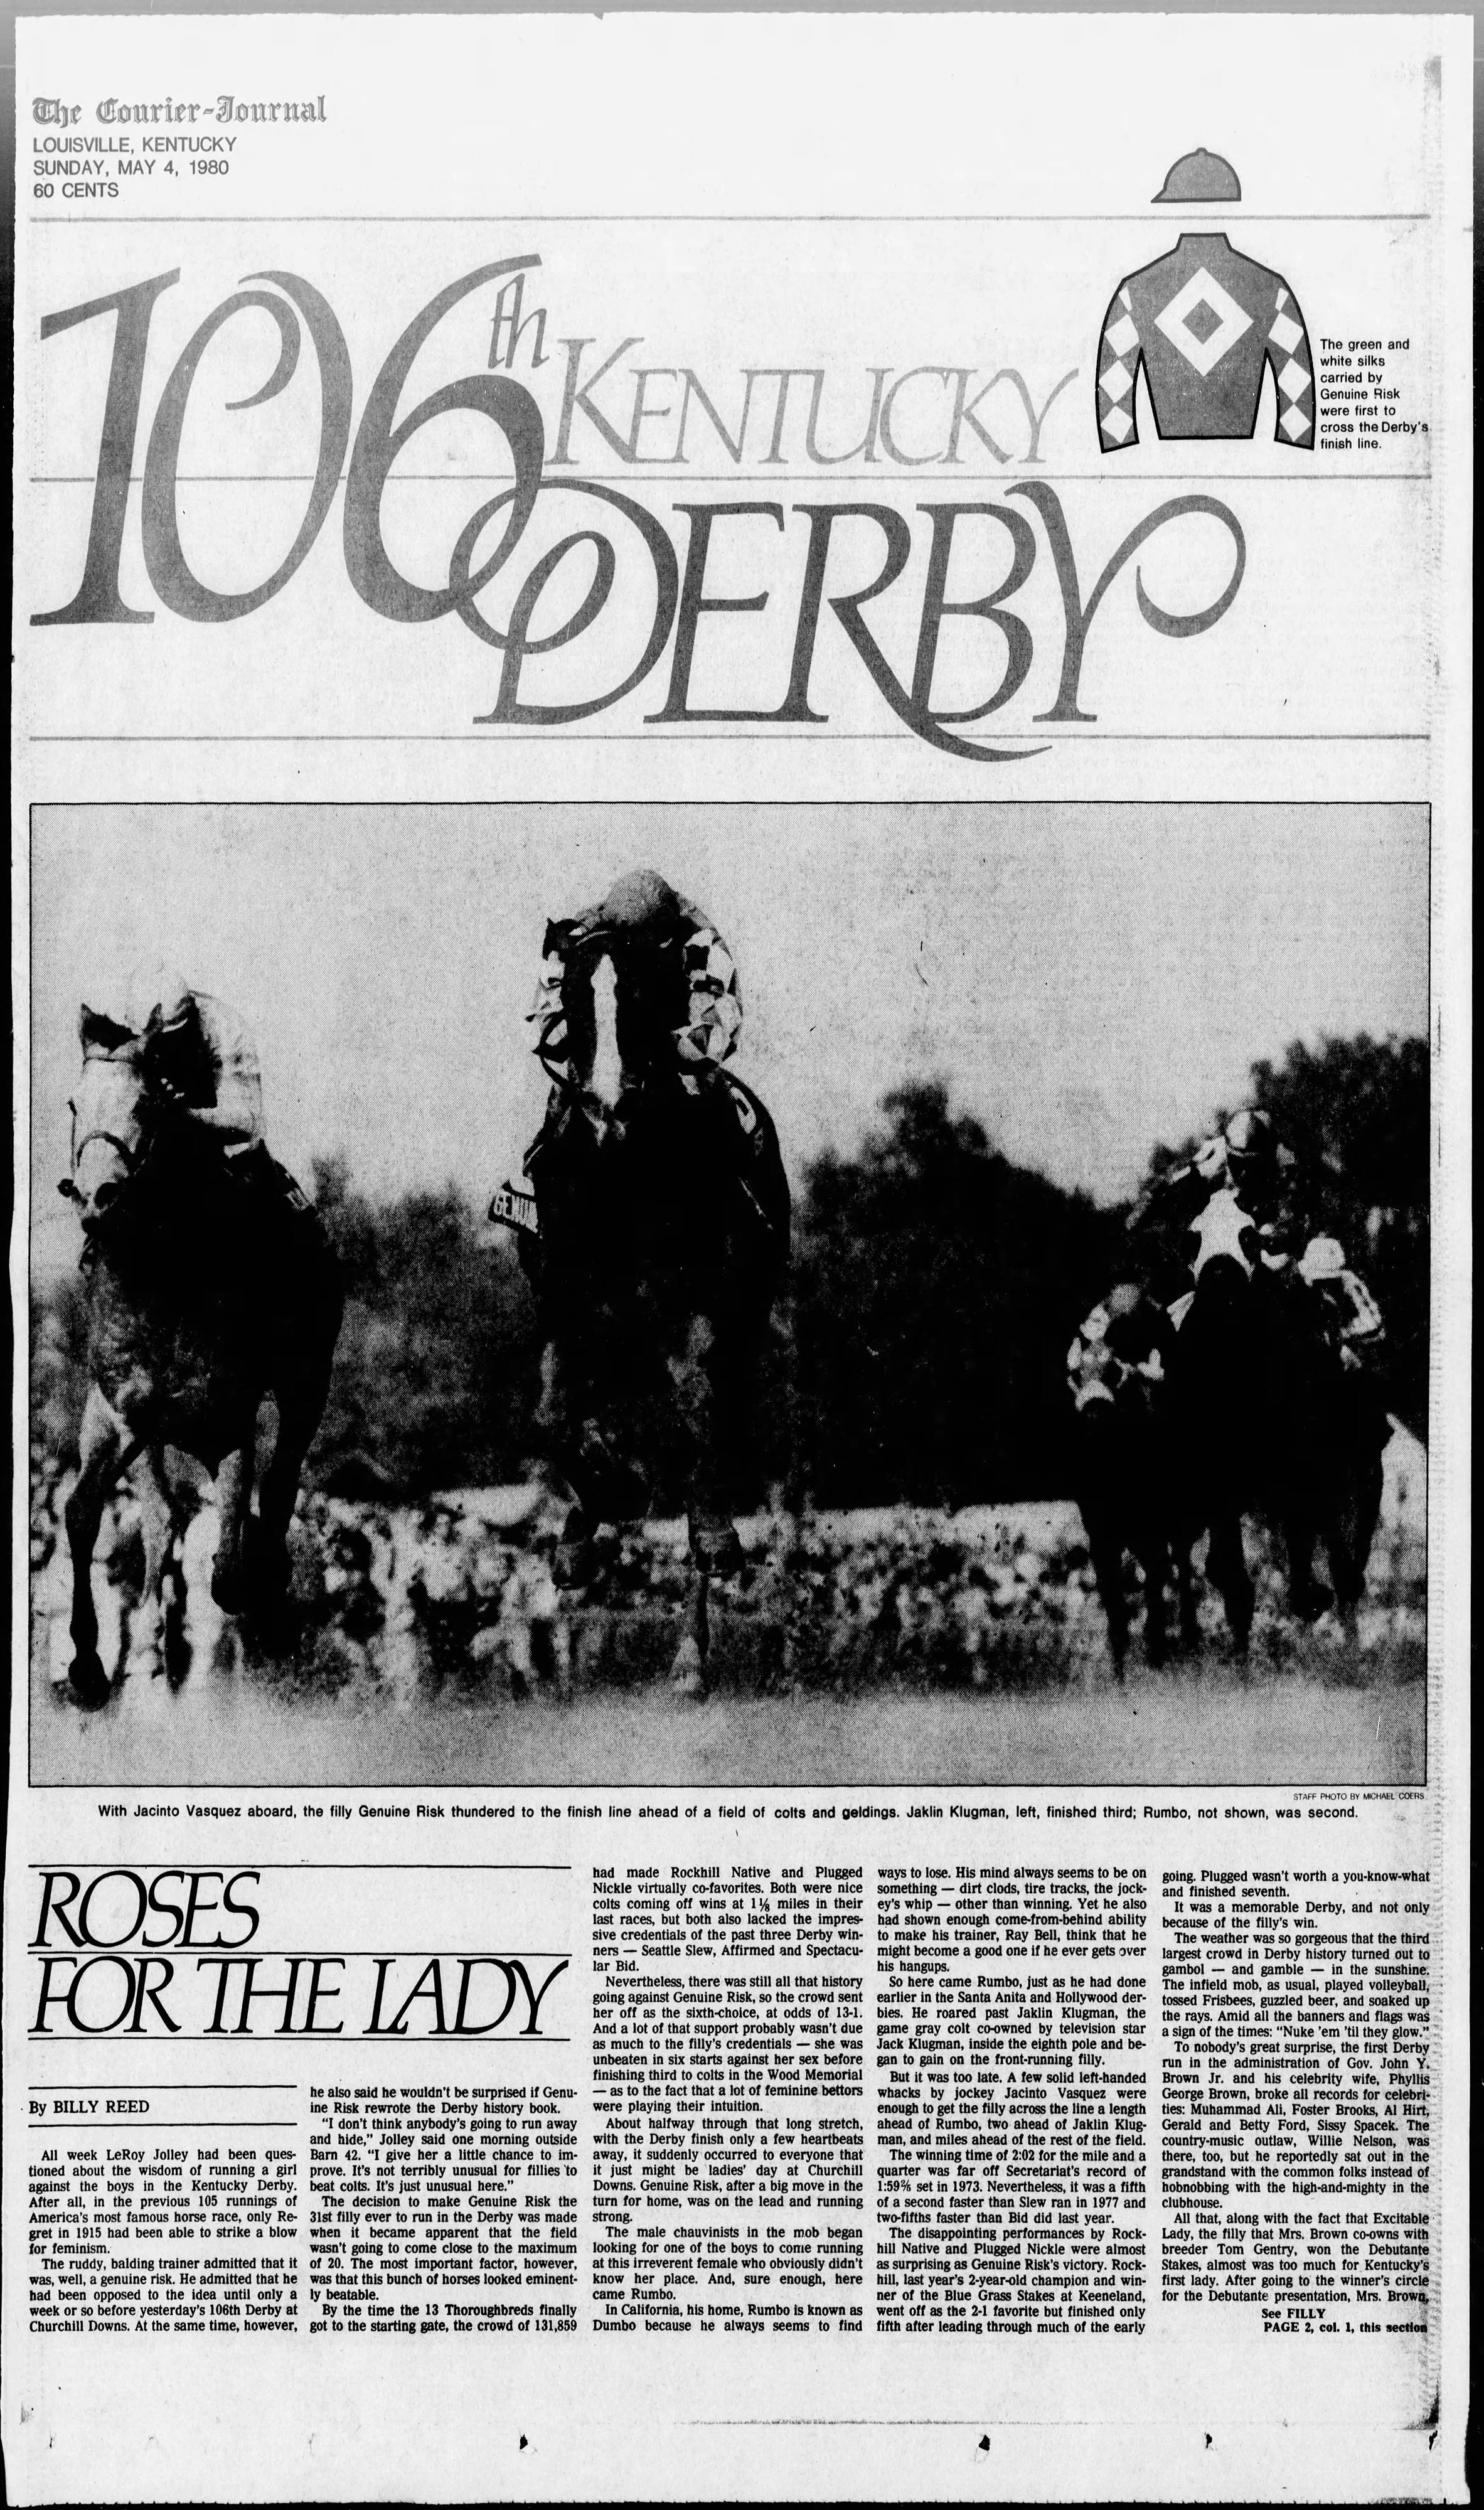 The Courier-Journal
LOUISVILLE, KENTUCKY
SUNDAY, MAY 4, 1980
60 CENTS
106th KENTUCKY
DERBY
The green and
white silks
carried by
Genuine Risk
were first to
cross the Derby's
finish line.
GENUIN
STAFF PHOTO BY MICHAEL COERS
With Jacinto Vasquez aboard, the filly Genuine Risk thundered to the finish line ahead of a field of colts and geldings. Jaklin Klugman, left, finished third; Rumbo, not shown, was second.
ROSES
FOR THE LADY
By BILLY REED
All week LeRoy Jolley had been ques-
tioned about the wisdom of running a girl
against the boys in the Kentucky Derby.
After all, in the previous 105 runnings of
America's most famous horse race, only Re-
gret in 1915 had been able to strike a blow
for feminism.
The ruddy, balding trainer admitted that it
was, well, a genuine risk. He admitted that he
had been opposed to the idea until only a
week or so before yesterday's 106th Derby at
Churchill Downs. At the same time, however,
he also said he wouldn't be surprised if Genu-
ine Risk rewrote the Derby history book.
"I don't think anybody's going to run away
and hide," Jolley said one morning outside
Barn 42. "I give her a little chance to im-
prove. It's not terribly unusual for fillies to
beat colts. It's just unusual here."
The decision to make Genuine Risk the
31st filly ever to run in the Derby was made
when it became apparent that the field
wasn't going to come close to the maximum
of 20. The most important factor, however,
was that this bunch of horses looked eminent-
ly beatable.
By the time the 13 Thoroughbreds finally
got to the starting gate, the crowd of 131,859
had made Rockhill Native and Plugged
Nickle virtually co-favorites. Both were nice
colts coming off wins at 1⅛ miles in their
last races, but both also lacked the impres-
sive credentials of the past three Derby win-
ners — Seattle Slew, Affirmed and Spectacu-
lar Bid.
Nevertheless, there was still all that history
going against Genuine Risk, so the crowd sent
her off as the sixth-choice, at odds of 13-1.
And a lot of that support probably wasn't due
as much to the filly's credentials — she was
unbeaten in six starts against her sex before
finishing third to colts in the Wood Memorial
— as to the fact that a lot of feminine bettors
were playing their intuition.
About halfway through that long stretch,
with the Derby finish only a few heartbeats
away, it suddenly occurred to everyone that
it just might be ladies' day at Churchill
Downs. Genuine Risk, after a big move in the
turn for home, was on the lead and running
strong.
The male chauvinists in the mob began
looking for one of the boys to come running
at this irreverent female who obviously didn't
know her place. And, sure enough, here
came Rumbo.
In California, his home, Rumbo is known as
Dumbo because he always seems to find
ways to lose. His mind always seems to be on
something — dirt clods, tire tracks, the jock-
ey's whip — other than winning. Yet he also
had shown enough come-from-behind ability
to make his trainer, Ray Bell, think that he
might become a good one if he ever gets over
his hangups.
So here came Rumbo, just as he had done
earlier in the Santa Anita and Hollywood der-
bies. He roared past Jaklin Klugman, the
game gray colt co-owned by television star
Jack Klugman, inside the eighth pole and be-
gan to gain on the front-running filly.
But it was too late. A few solid left-handed
whacks by jockey Jacinto Vasquez were
enough to get the filly across the line a length
ahead of Rumbo, two ahead of Jaklin Klug-
man, and miles ahead of the rest of the field.
The winning time of 2:02 for the mile and a
quarter was far off Secretariat's record of
1:59⅖ set in 1973. Nevertheless, it was a fifth
of a second faster than Slew ran in 1977 and
two-fifths faster than Bid did last year.
The disappointing performances by Rock-
hill Native and Plugged Nickle were almost
as surprising as Genuine Risk's victory. Rock-
hill, last year's 2-year-old champion and win-
ner of the Blue Grass Stakes at Keeneland,
went off as the 2-1 favorite but finished only
fifth after leading through much of the early
going. Plugged wasn't worth a you-know-what
and finished seventh.
It was a memorable Derby, and not only
because of the filly's win.
The weather was so gorgeous that the third
largest crowd in Derby history turned out to
gambol — and gamble — in the sunshine.
The infield mob, as usual, played volleyball,
tossed Frisbees, guzzled beer, and soaked up
the rays. Amid all the banners and flags was
a sign of the times: "Nuke 'em 'til they glow."
To nobody's great surprise, the first Derby
run in the administration of Gov. John Y.
Brown Jr. and his celebrity wife, Phyllis
George Brown, broke all records for celebri-
ties: Muhammad Ali, Foster Brooks, Al Hirt,
Gerald and Betty Ford, Sissy Spacek. The
country-music outlaw, Willie Nelson, was
there, too, but he reportedly sat out in the
grandstand with the common folks instead of
hobnobbing with the high-and-mighty in the
clubhouse.
All that, along with the fact that Excitable
Lady, the filly that Mrs. Brown co-owns with
breeder Tom Gentry, won the Debutante
Stakes, almost was too much for Kentucky's
first lady. After going to the winner's circle
for the Debutante presentation, Mrs. Brown,
See FILLY
PAGE 2, col. 1, this section